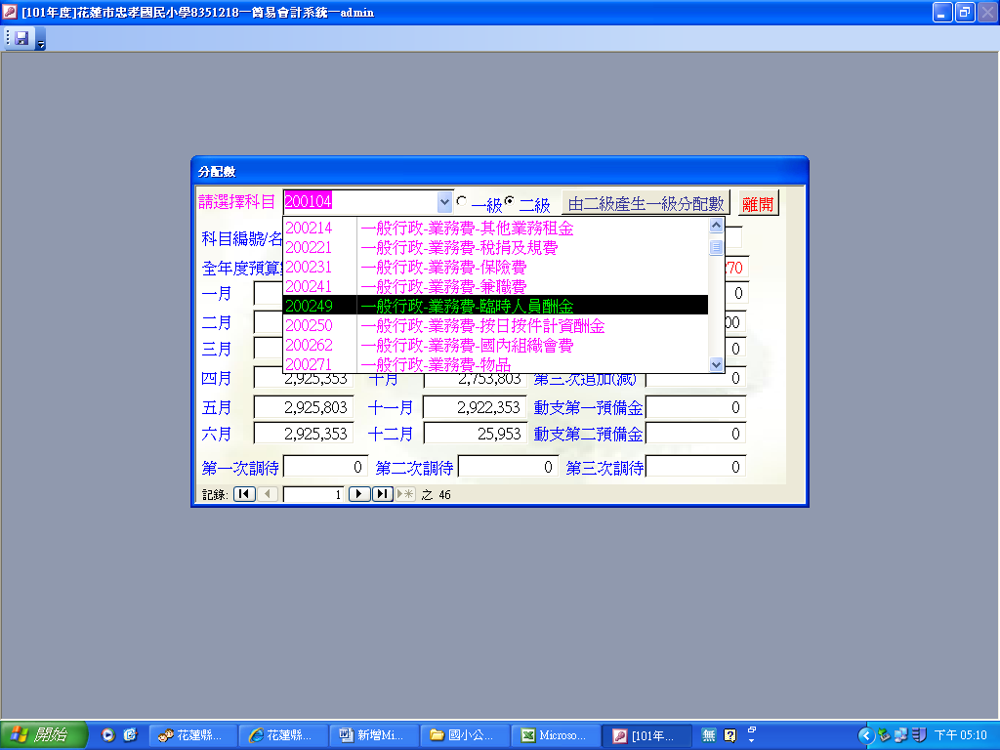 [101年度]花蓮市忠孝國民小學8351218一簡易會計系統一admin
分配數
請選擇科目 200104 一級 二級 由二級產生一級分配數 離開
200214 一般行政-業務費-其他業務租金
科目編號/名
200221 一般行政-業務費-稅捐及規費
全年度預算 200231 一般行政-業務費-保險費 70
一月 200241 一般行政-業務費-兼職費 0
200249 一般行政-業務費-臨時人員酬金
二月 200250 一般行政-業務費-按日按件計資酬金 00
三月 200262 一般行政-業務費-國內組織會費 0
200271 一般行政-業務費-物品
四月 2,925,353 十月 2,753,803 第三次追加(減) 0
五月 2,925,803 十一月 2,922,353 動支第一預備金 0
六月 2,925,353 十二月 25,953 動支第二預備金 0
第一次調待 0 第二次調待 0 第三次調待 0
記錄: 1 之 46
開始 花蓮縣... 花蓮縣... 新增Mi... 國小公... Microso... [101年... 無 下午 05:10